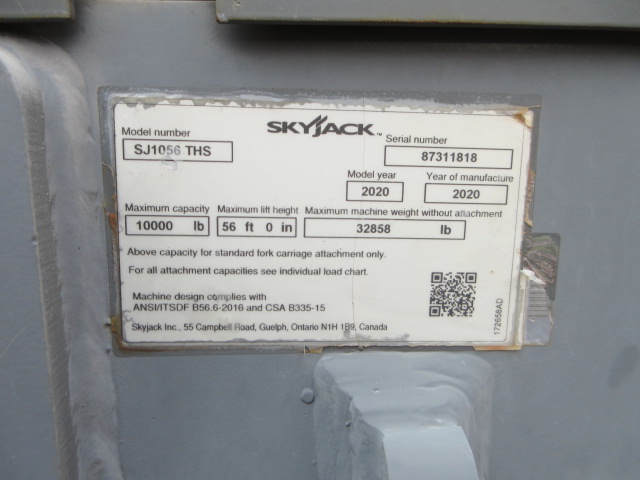 SKYJACK™
Model number
SJ1056 THS
Serial number
87311818
Model year
2020
Year of manufacture
2020
Maximum capacity
10000 lb
Maximum lift height
56 ft 0 in
Maximum machine weight without attachment
32858 lb
Above capacity for standard fork carriage attachment only.
For all attachment capacities see individual load chart.
Machine design complies with
ANSI/ITSDF B56.6-2016 and CSA B335-15
Skyjack Inc., 55 Campbell Road, Guelph, Ontario N1H 1B9, Canada
172658AD